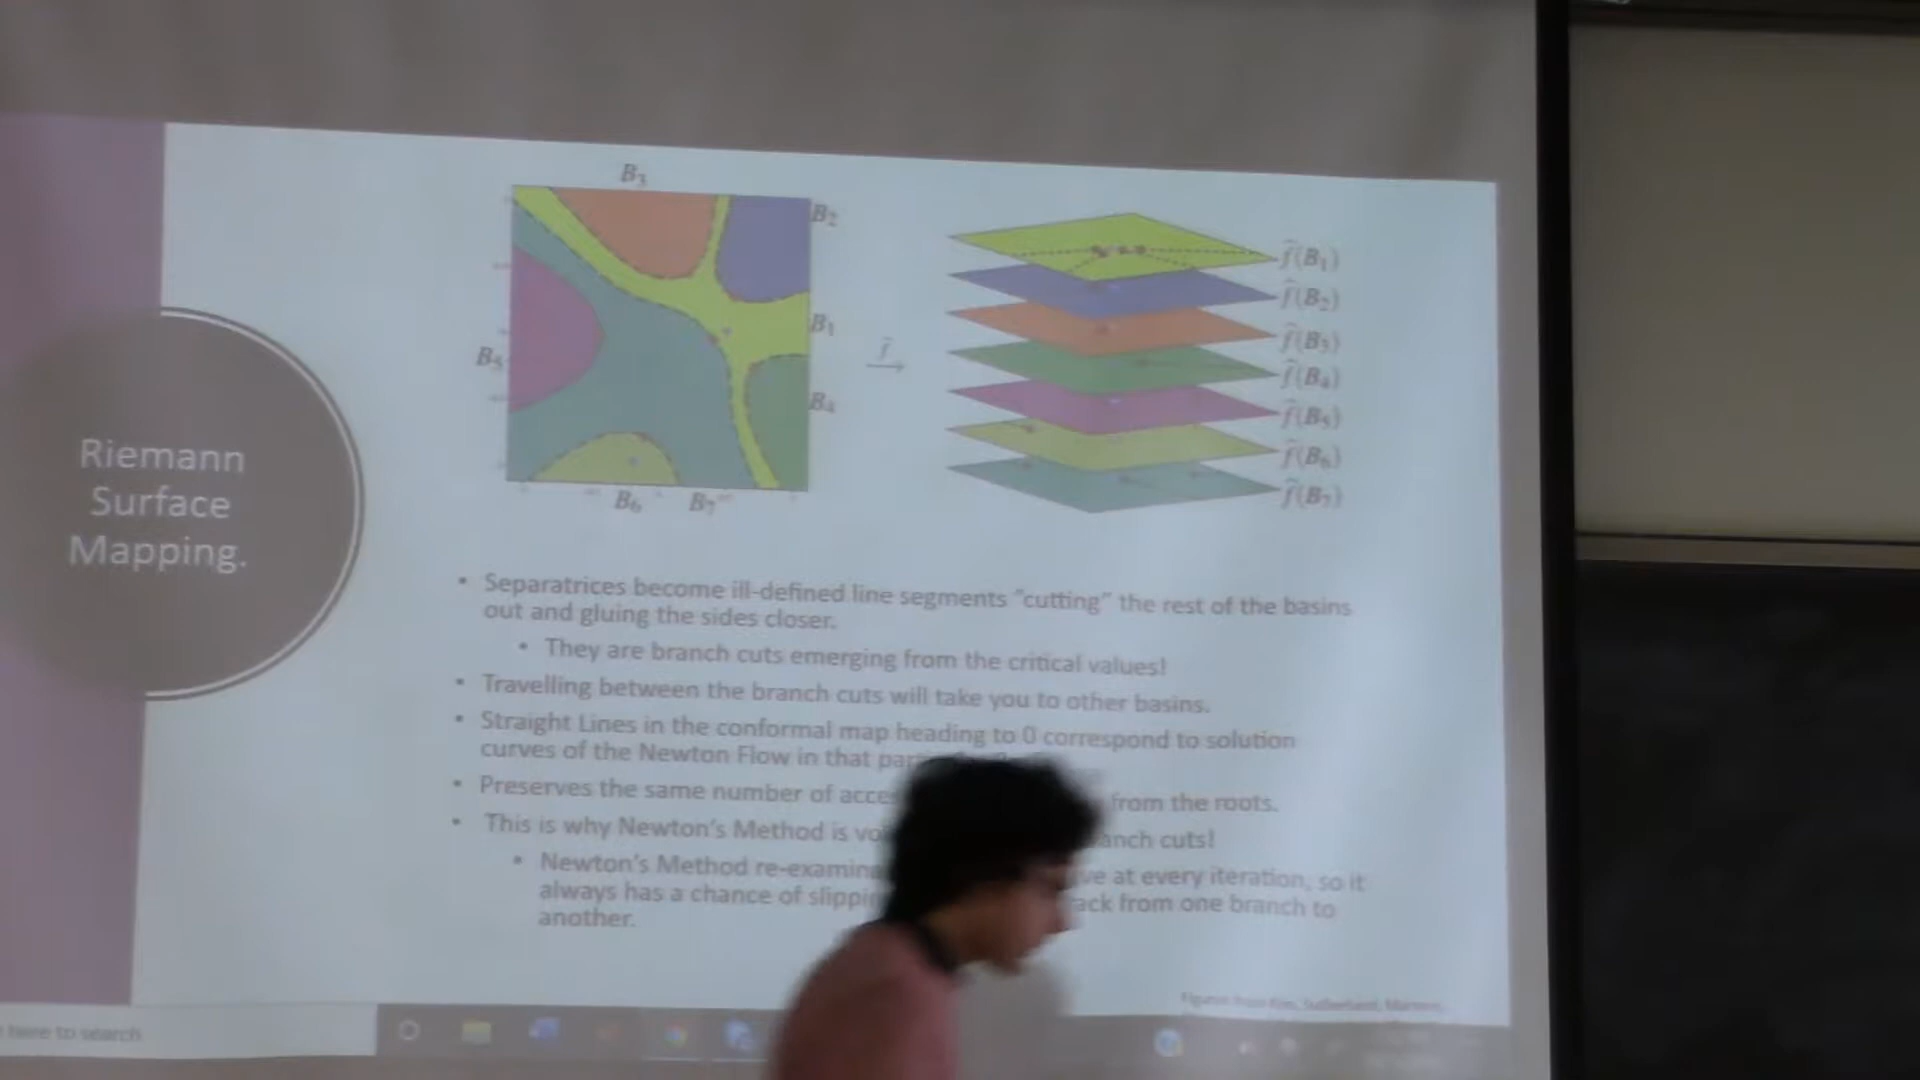 Riemann
Surface
Mapping.
B3
B2
B1
B5
B4
B6
B7
f̂
f̂(B1)
f̂(B2)
f̂(B3)
f̂(B4)
f̂(B5)
f̂(B6)
f̂(B7)
• Separatrices become ill-defined line segments "cutting" the rest of the basins
out and gluing the sides closer.
• They are branch cuts emerging from the critical values!
• Travelling between the branch cuts will take you to other basins.
• Straight Lines in the conformal map heading to 0 correspond to solution
curves of the Newton Flow in that
• Preserves the same number of from the roots.
• This is why Newton's Method is cuts!
• Newton's Method at every iteration, so it
always has a chance of from one branch to
another.
here to search